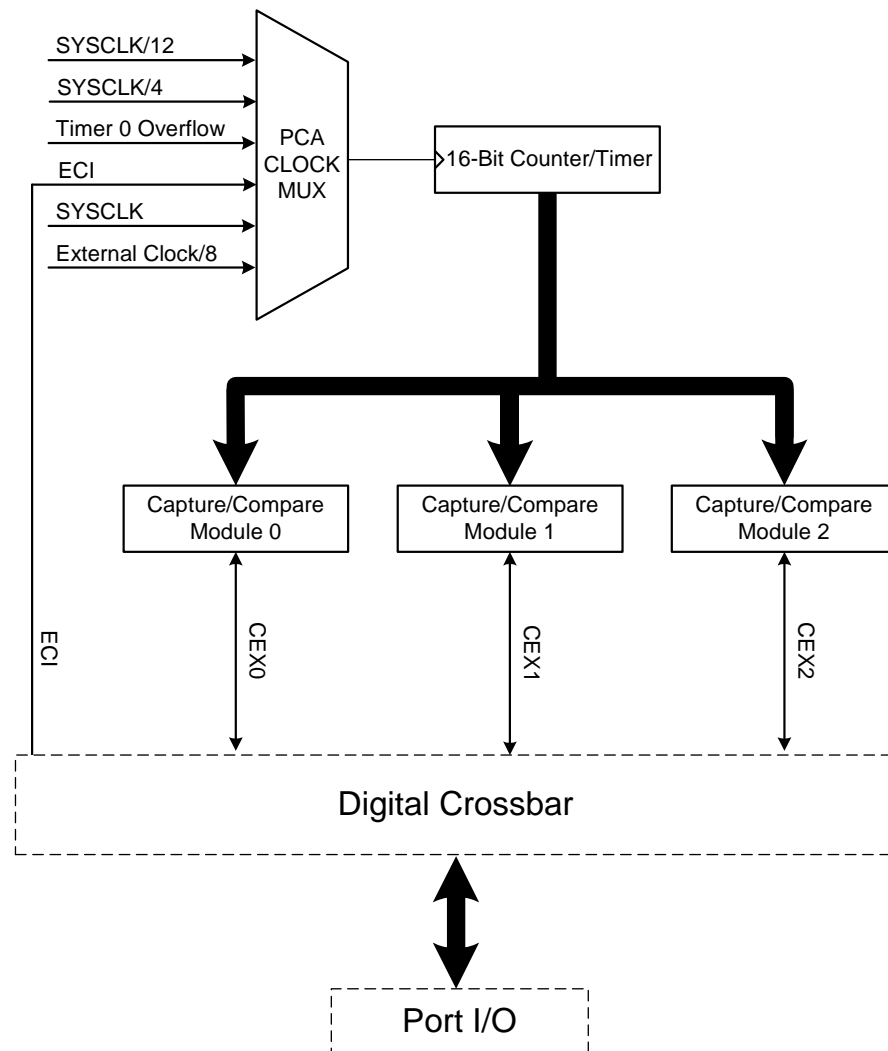 SYSCLK/12
SYSCLK/4
Timer 0 Overflow
ECI
SYSCLK
External Clock/8
PCA
CLOCK
MUX
16-Bit Counter/Timer
Capture/Compare
Module 0
Capture/Compare
Module 1
Capture/Compare
Module 2
ECI
CEX0
CEX1
CEX2
Digital Crossbar
Port I/O